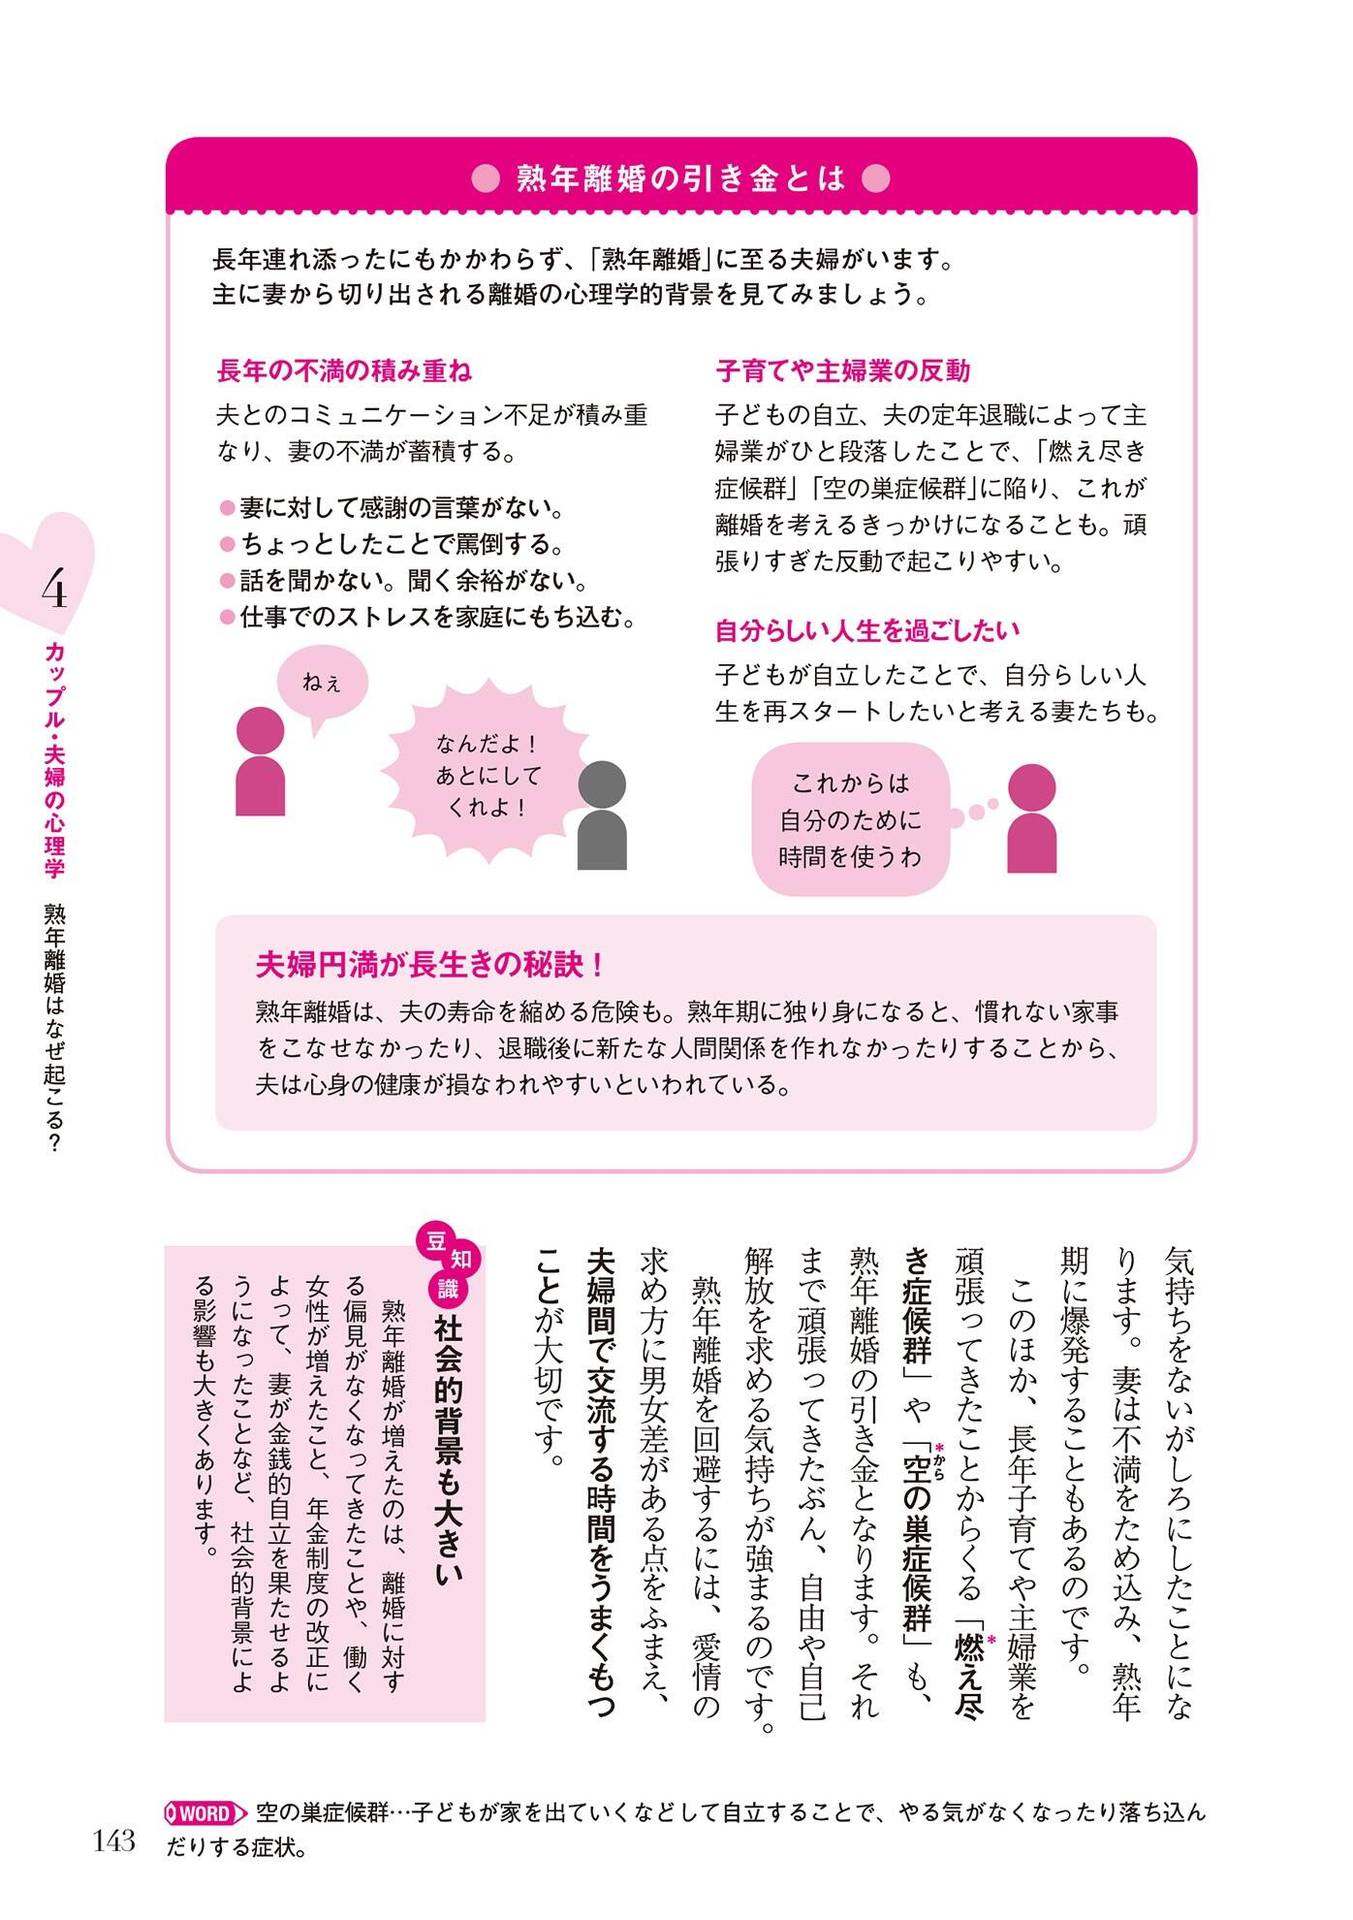 熟年離婚の引き金とは
長年連れ添ったにもかかわらず、「熟年離婚」に至る夫婦がいます。
主に妻から切り出される離婚の心理学的背景を見てみましょう。
長年の不満の積み重ね
夫とのコミュニケーション不足が積み重
なり、妻の不満が蓄積する。
●妻に対して感謝の言葉がない。
●ちょっとしたことで罵倒する。
●話を聞かない。聞く余裕がない。
●仕事でのストレスを家庭にもち込む。
ねぇ
なんだよ！
あとにして
くれよ！
子育てや主婦業の反動
子どもの自立、夫の定年退職によって主
婦業がひと段落したことで、「燃え尽き
症候群」「空の巣症候群」に陥り、これが
離婚を考えるきっかけになることも。頑
張りすぎた反動で起こりやすい。
自分らしい人生を過ごしたい
子どもが自立したことで、自分らしい人
生を再スタートしたいと考える妻たちも。
これからは
自分のために
時間を使うわ
夫婦円満が長生きの秘訣！
熟年離婚は、夫の寿命を縮める危険も。熟年期に独り身になると、慣れない家事
をこなせなかったり、退職後に新たな人間関係を作れなかったりすることから、
夫は心身の健康が損なわれやすいといわれている。
4
カップル・夫婦の心理学　熟年離婚はなぜ起こる？
気持ちをないがしろにしたことにな
ります。妻は不満をため込み、熟年
期に爆発することもあるのです。
このほか、長年子育てや主婦業を
頑張ってきたことからくる「*燃え尽
き症候群」や「*空の巣症候群」も、
から
熟年離婚の引き金となります。それ
まで頑張ってきたぶん、自由や自己
解放を求める気持ちが強まるのです。
熟年離婚を回避するには、愛情の
求め方に男女差がある点をふまえ、
夫婦間で交流する時間をうまくもつ
ことが大切です。
豆知識
社会的背景も大きい
熟年離婚が増えたのは、離婚に対す
る偏見がなくなってきたことや、働く
女性が増えたこと、年金制度の改正に
よって、妻が金銭的自立を果たせるよ
うになったことなど、社会的背景によ
る影響も大きくあります。
WORD 空の巣症候群…子どもが家を出ていくなどして自立することで、やる気がなくなったり落ち込ん
だりする症状。
143